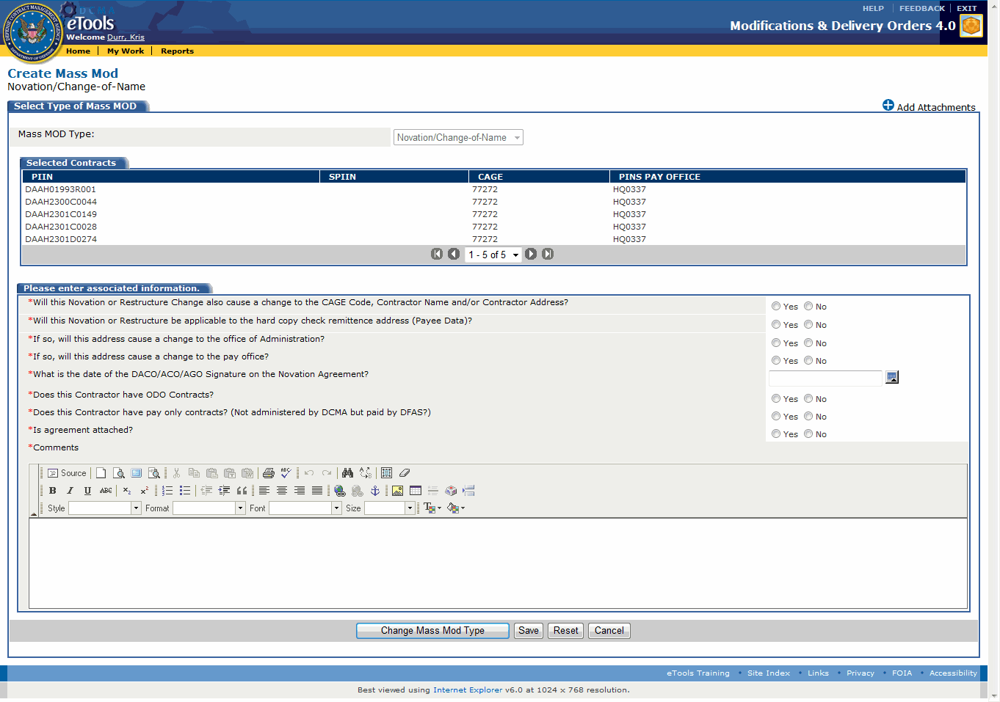 HELP FEEDBACK EXIT
DCMA
eTools
Welcome Durr, Kris
Modifications & Delivery Orders 4.0
Home My Work Reports
Create Mass Mod
Novation/Change-of-Name
Select Type of Mass MOD
Add Attachments
Mass MOD Type: Novation/Change-of-Name
Selected Contracts
PIIN SPIIN CAGE PINS PAY OFFICE
DAAH01993R001 77272 HQ0337
DAAH2300C0044 77272 HQ0337
DAAH2301C0149 77272 HQ0337
DAAH2301C0028 77272 HQ0337
DAAH2301D0274 77272 HQ0337
1 - 5 of 5
Please enter associated information.
*Will this Novation or Restructure Change also cause a change to the CAGE Code, Contractor Name and/or Contractor Address? Yes No
*Will this Novation or Restructure be applicable to the hard copy check remittence address (Payee Data)? Yes No
*If so, will this address cause a change to the office of Administration? Yes No
*If so, will this address cause a change to the pay office? Yes No
*What is the date of the DACO/ACO/AGO Signature on the Novation Agreement?
*Does this Contractor have ODO Contracts? Yes No
*Does this Contractor have pay only contracts? (Not administered by DCMA but paid by DFAS?) Yes No
*Is agreement attached? Yes No
*Comments
Source
Style Format Font Size
Change Mass Mod Type Save Reset Cancel
eTools Training • Site Index • Links • Privacy • FOIA • Accessibility
Best viewed using Internet Explorer v6.0 at 1024 x 768 resolution.